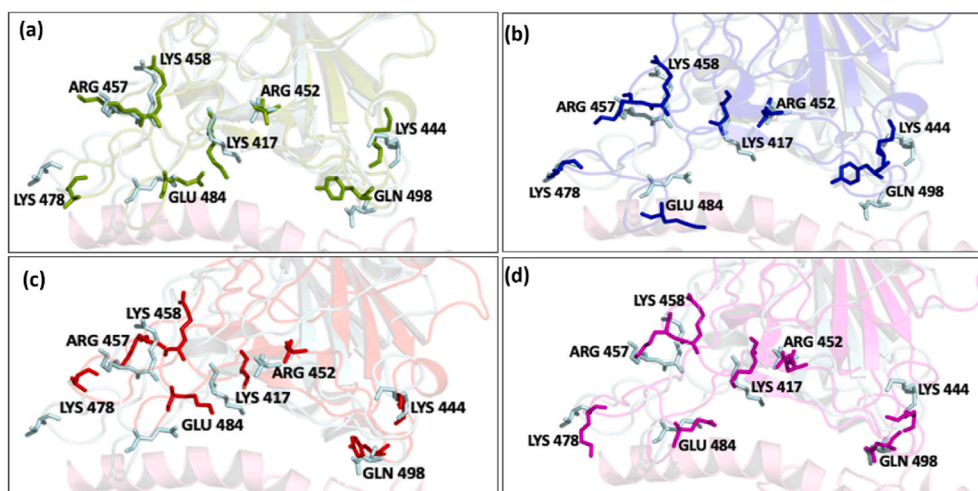 (a)
LYS 458
ARG 457
ARG 452
LYS 444
LYS 417
LYS 478
GLU 484
GLN 498
(b)
LYS 458
ARG 457
ARG 452
LYS 444
LYS 417
LYS 478
GLN 498
GLU 484
(c)
LYS 458
ARG 457
ARG 452
LYS 417
LYS 478
LYS 444
GLU 484
GLN 498
(d)
LYS 458
ARG 457
ARG 452
LYS 417
LYS 444
LYS 478
GLU 484
GLN 498